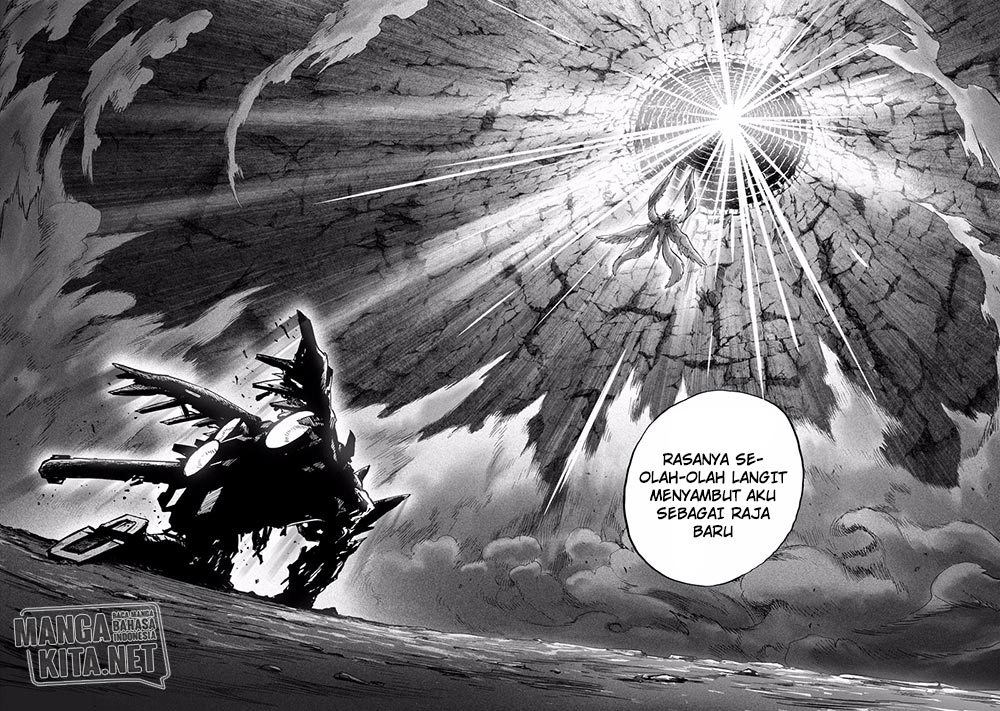 RASANYA SE-
OLAH-OLAH LANGIT
MENYAMBUT AKU
SEBAGAI RAJA
BARU
MANGA BACA MANGA
BAHASA
INDONESIA
KITA.NET